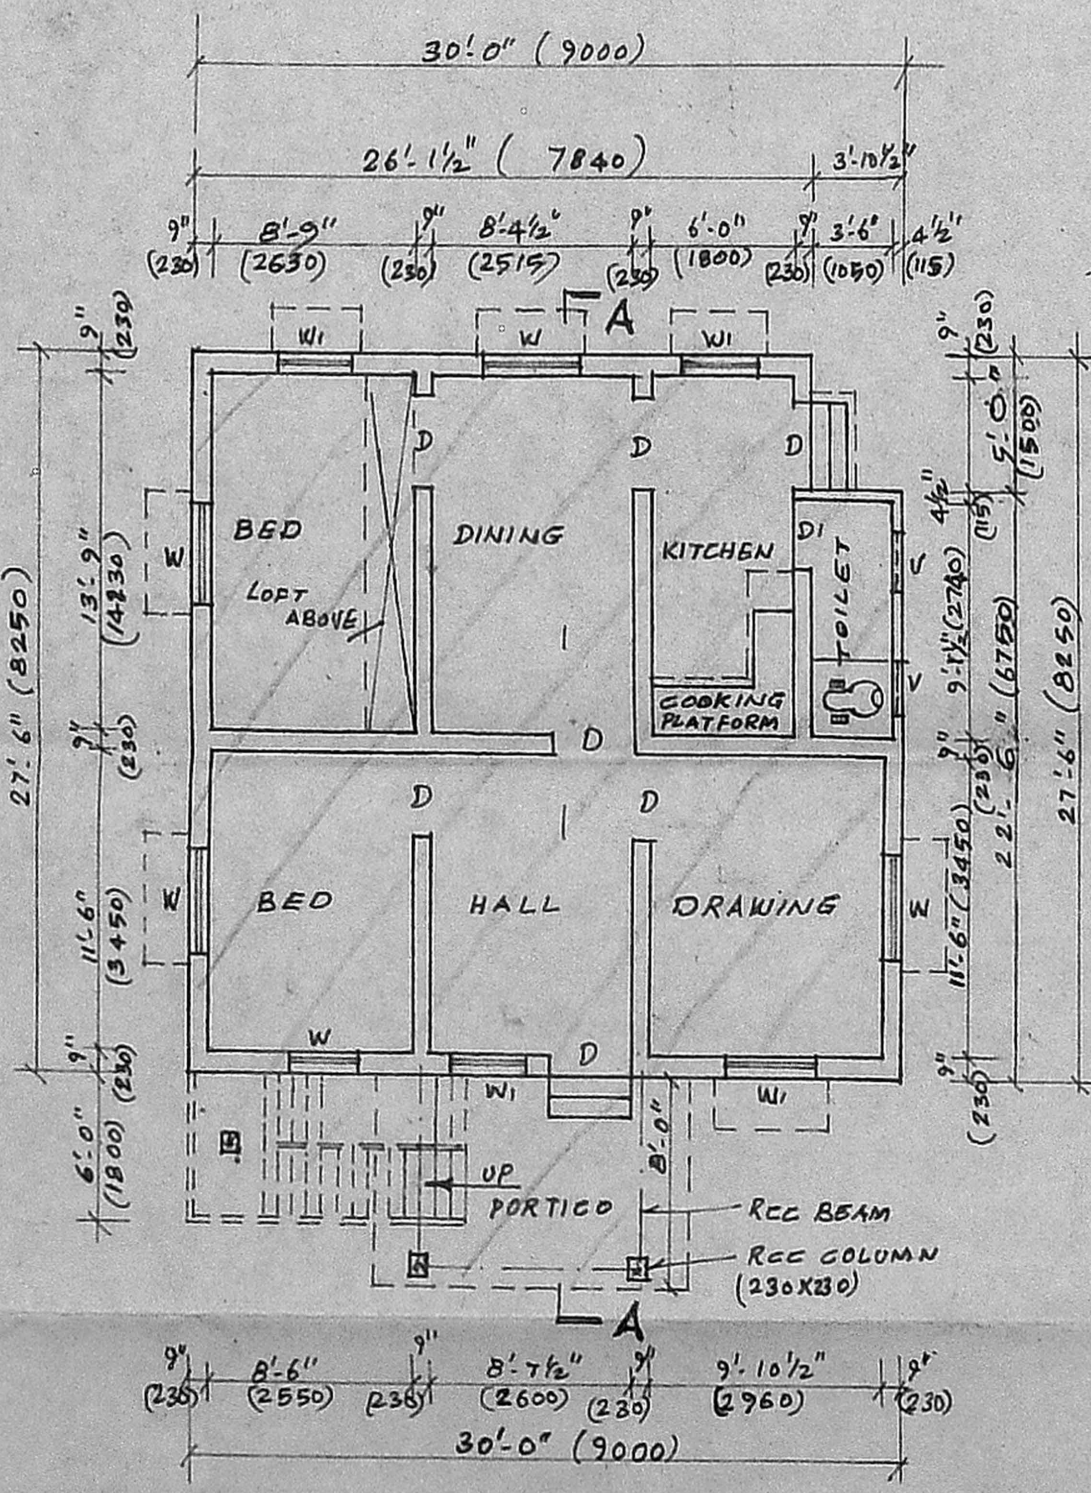 30'-0" (9000)
26'-1½" ( 7840) 3'-10½"
9" 8'-9" 9" 8'-4½" 9" 6'-0" 9" 3'-6" 4½"
(230) (2630) (230) (2515) (230) (1800) (230) (1050) (115)
A
9" (230)
W1 W W1
9" (230)
5'-0" (1500)
D D D
4½" (115)
BED DINING KITCHEN D1 TOILET
W
LOFT
ABOVE
V
V
COOKING
PLATFORM
13'-9" (14230)
27'-6" (8250)
9'-1½" (2740)
22'-6" (6750)
27'-6" (8250)
9" (230)
D
9" (230)
D D
W BED HALL DRAWING W
11'-6" (3450)
11'-6" (3450)
W W1 D W1
9" (230)
9" (230)
6'-0" (1800)
8'-0"
UP
PORTICO RCC BEAM
RCC COLUMN
(230X230)
A
9" 8'-6" 9" 8'-7½" 9" 9'-10½" 9"
(230) (2550) (230) (2600) (230) (2960) (230)
30'-0" (9000)